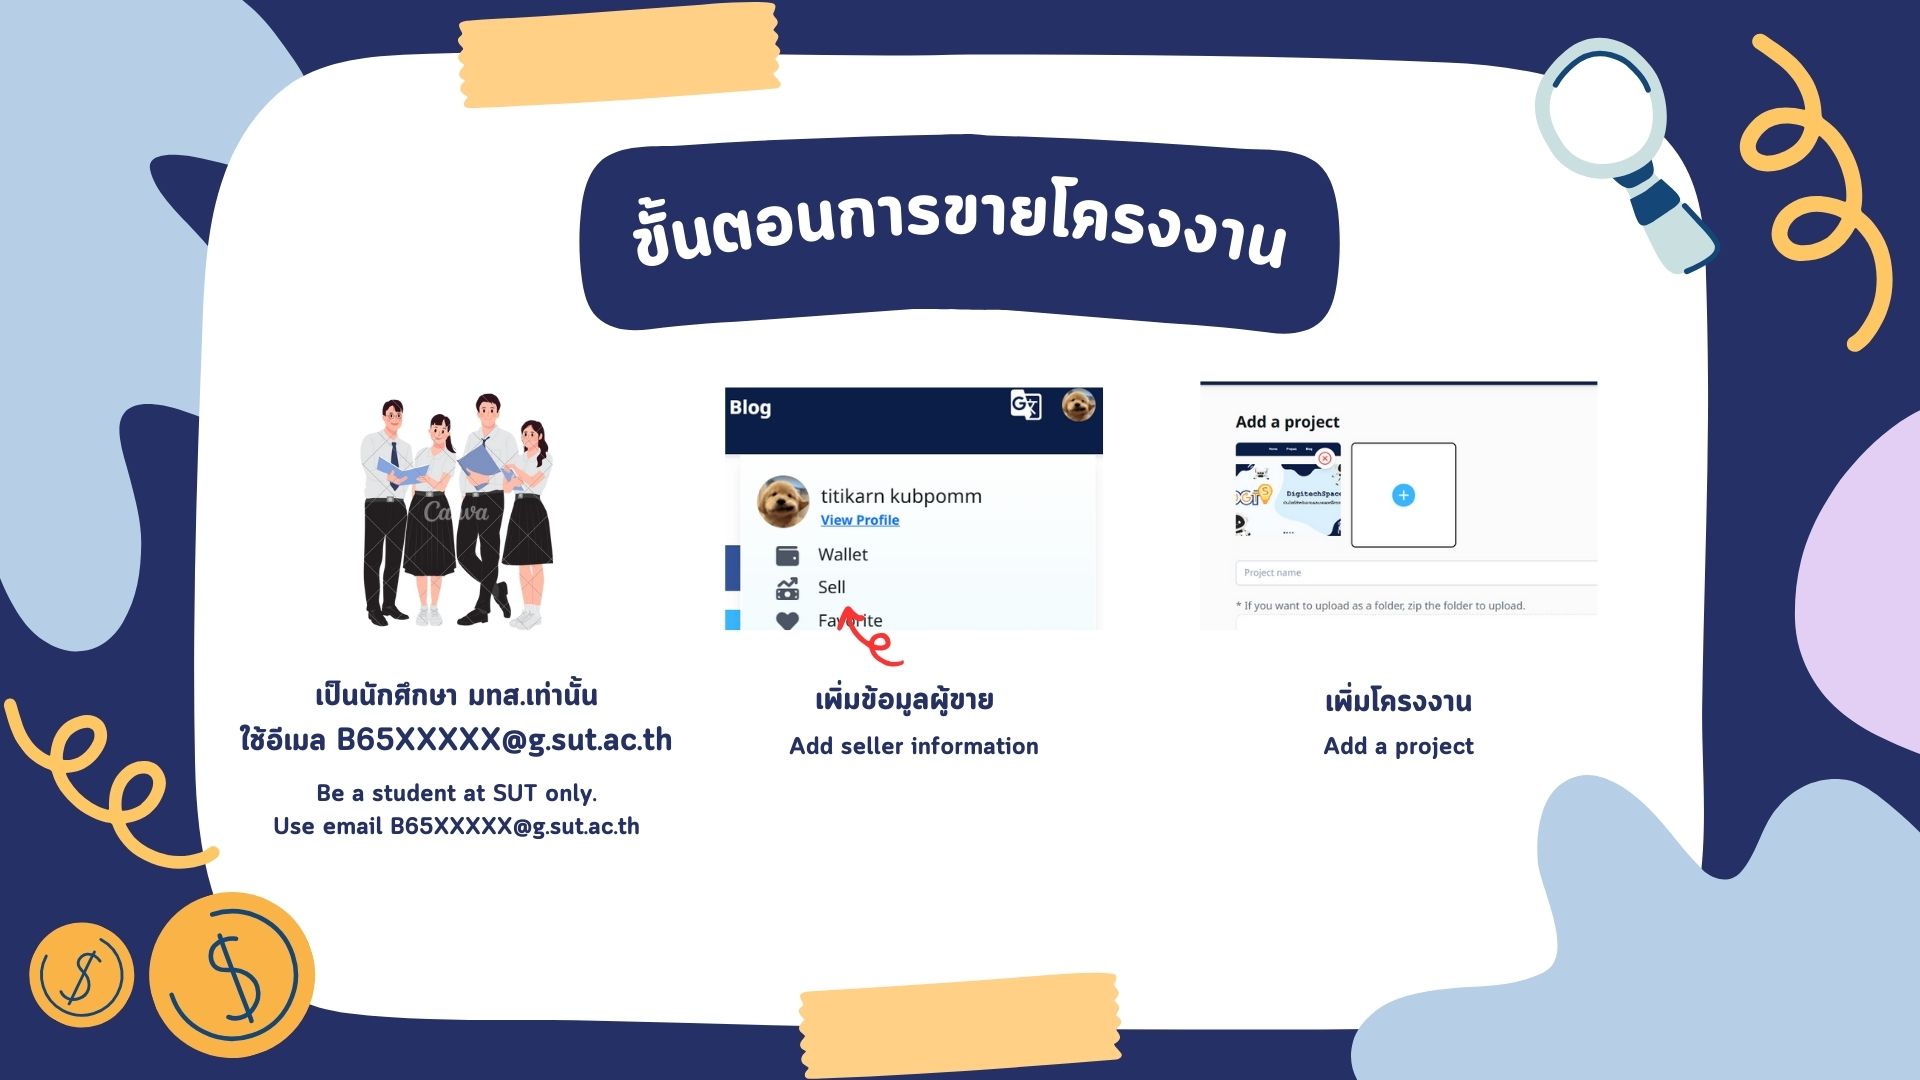 ขั้นตอนการขายโครงงาน
Canva
เป็นนักศึกษา มทส.เท่านั้น
ใช้อีเมล B65XXXXX@g.sut.ac.th
Be a student at SUT only.
Use email B65XXXXX@g.sut.ac.th
Blog
titikarn kubpomm
View Profile
Wallet
Sell
Favorite
เพิ่มข้อมูลผู้ขาย
Add seller information
Add a project
DigitechSpace
Project name
* If you want to upload as a folder, zip the folder to upload.
เพิ่มโครงงาน
Add a project